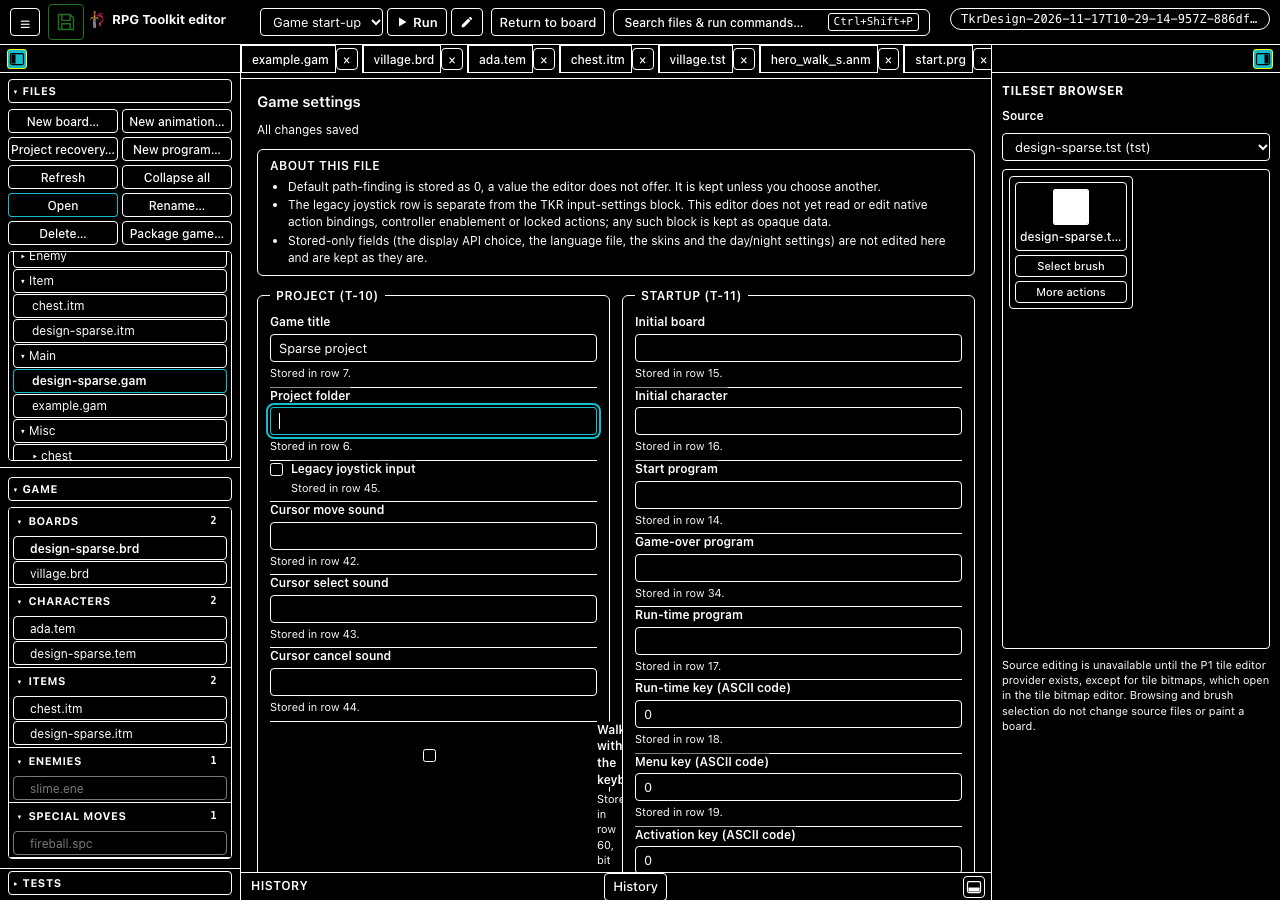 RPG Toolkit editor
Game start-up
Run
Return to board
Search files & run commands...
Ctrl+Shift+P
TkrDesign-2026-11-17T10-29-14-957Z-886df…
example.gam ×
village.brd ×
ada.tem ×
chest.itm ×
village.tst ×
hero_walk_s.anm ×
start.prg ×
FILES
New board...
New animation...
Project recovery...
New program...
Refresh
Collapse all
Open
Rename...
Delete...
Package game...
Enemy
Item
chest.itm
design-sparse.itm
Main
design-sparse.gam
example.gam
Misc
chest
GAME
BOARDS 2
design-sparse.brd
village.brd
CHARACTERS 2
ada.tem
design-sparse.tem
ITEMS 2
chest.itm
design-sparse.itm
ENEMIES 1
slime.ene
SPECIAL MOVES 1
fireball.spc
TESTS
Game settings
All changes saved
ABOUT THIS FILE
• Default path-finding is stored as 0, a value the editor does not offer. It is kept unless you choose another.
• The legacy joystick row is separate from the TKR input-settings block. This editor does not yet read or edit native
action bindings, controller enablement or locked actions; any such block is kept as opaque data.
• Stored-only fields (the display API choice, the language file, the skins and the day/night settings) are not edited here
and are kept as they are.
PROJECT (T-10)
Game title
Sparse project
Stored in row 7.
Project folder
Stored in row 6.
Legacy joystick input
Stored in row 45.
Cursor move sound
Stored in row 42.
Cursor select sound
Stored in row 43.
Cursor cancel sound
Stored in row 44.
Walk
with
the
keyb
Store
in
row
60,
bit
STARTUP (T-11)
Initial board
Stored in row 15.
Initial character
Stored in row 16.
Start program
Stored in row 14.
Game-over program
Stored in row 34.
Run-time program
Stored in row 17.
Run-time key (ASCII code)
0
Stored in row 18.
Menu key (ASCII code)
0
Stored in row 19.
Activation key (ASCII code)
0
HISTORY
History
TILESET BROWSER
Source
design-sparse.tst (tst)
design-sparse.t...
Select brush
More actions
Source editing is unavailable until the P1 tile editor
provider exists, except for tile bitmaps, which open
in the tile bitmap editor. Browsing and brush
selection do not change source files or paint a
board.